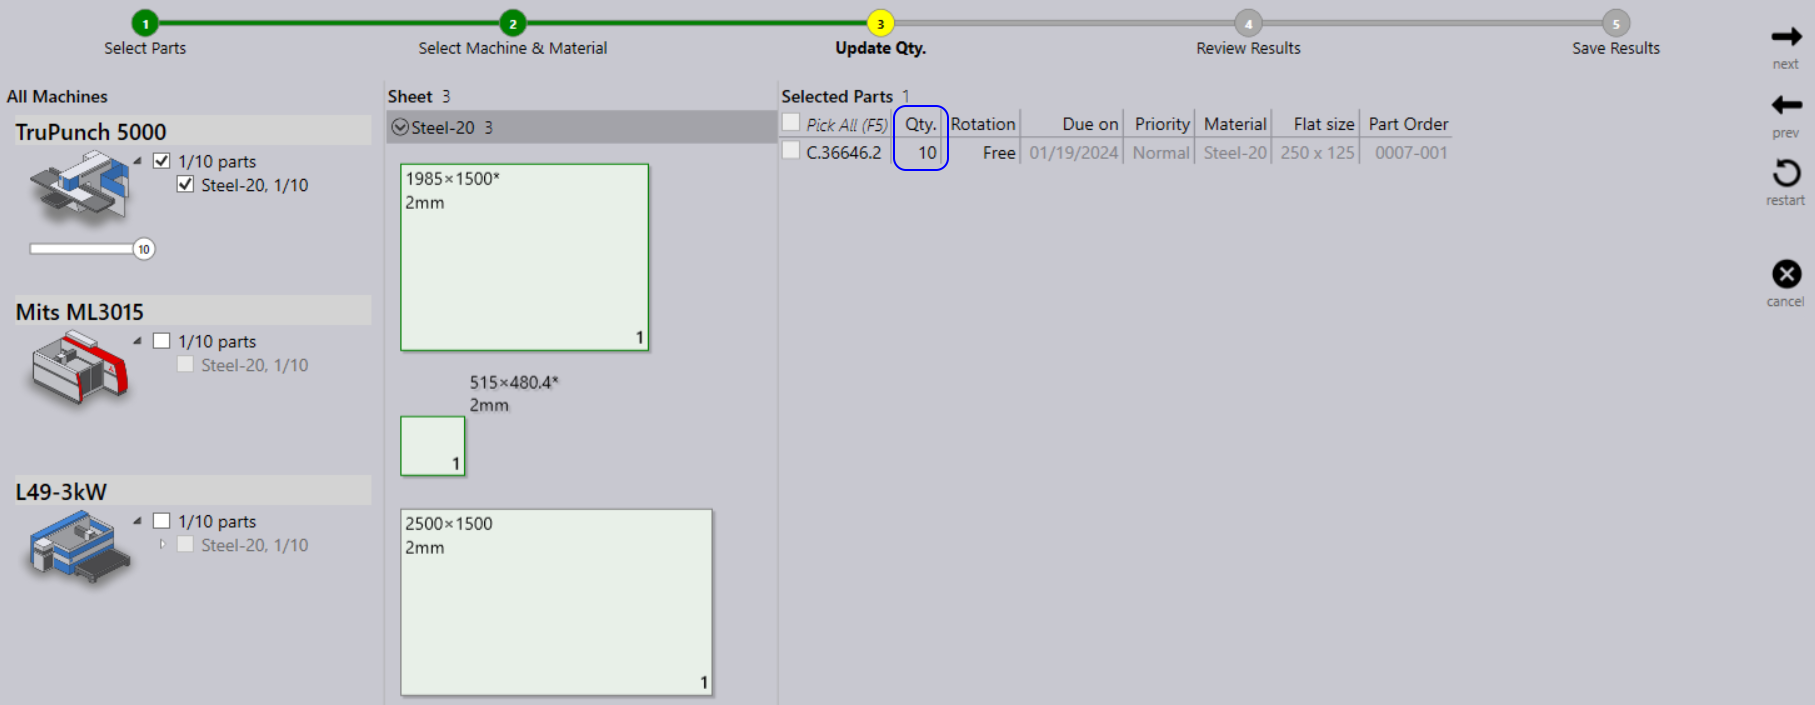 1
2
3
4
5
Select Parts
Select Machine & Material
Update Qty.
Review Results
Save Results
next
prev
restart
cancel
All Machines
TruPunch 5000
1/10 parts
Steel-20, 1/10
10
Mits ML3015
1/10 parts
Steel-20, 1/10
L49-3kW
1/10 parts
Steel-20, 1/10
Sheet 3
Steel-20 3
1985×1500*
2mm
1
515×480.4*
2mm
1
2500×1500
2mm
1
Selected Parts 1
Pick All (F5) Qty. Rotation Due on Priority Material Flat size Part Order
C.36646.2 10 Free 01/19/2024 Normal Steel-20 250 x 125 0007-001